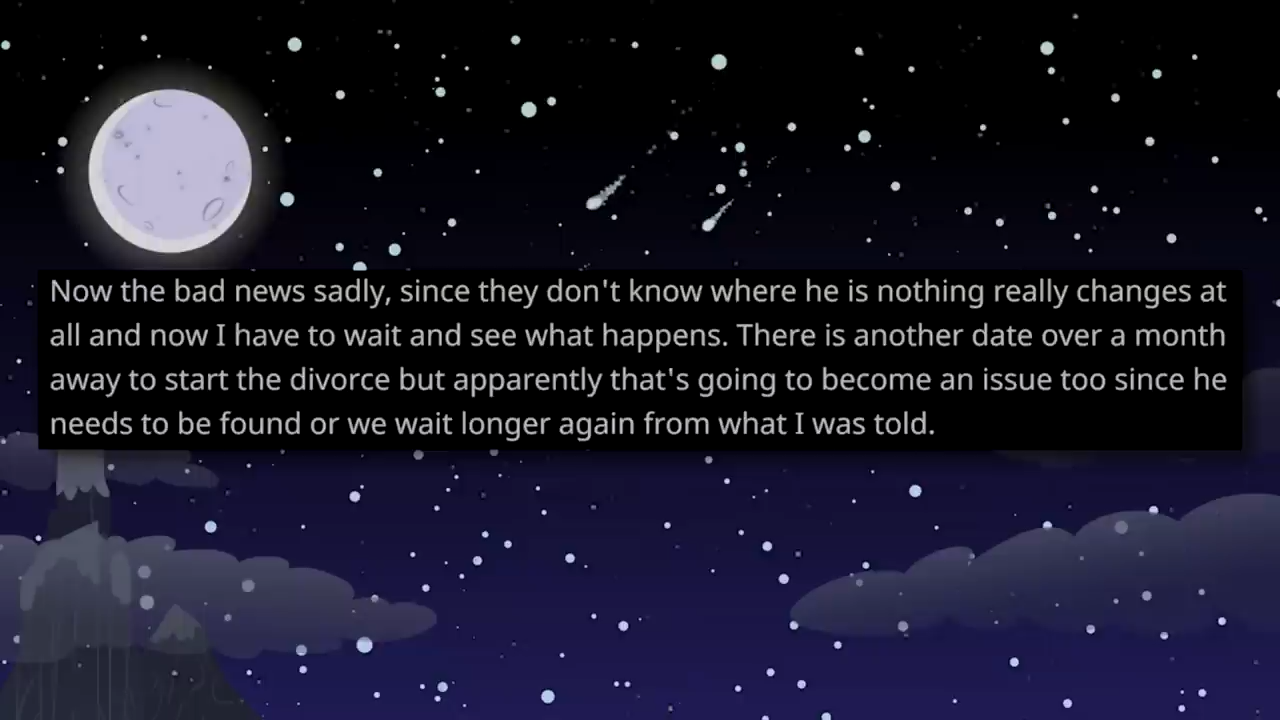 Now the bad news sadly, since they don't know where he is nothing really changes at
all and now I have to wait and see what happens. There is another date over a month
away to start the divorce but apparently that's going to become an issue too since he
needs to be found or we wait longer again from what I was told.